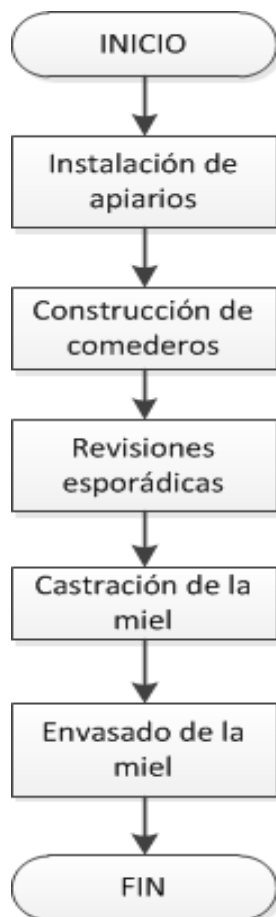 INICIO
Instalación de
apiarios
Construcción de
comederos
Revisiones
esporádicas
Castración de la
miel
Envasado de la
miel
FIN